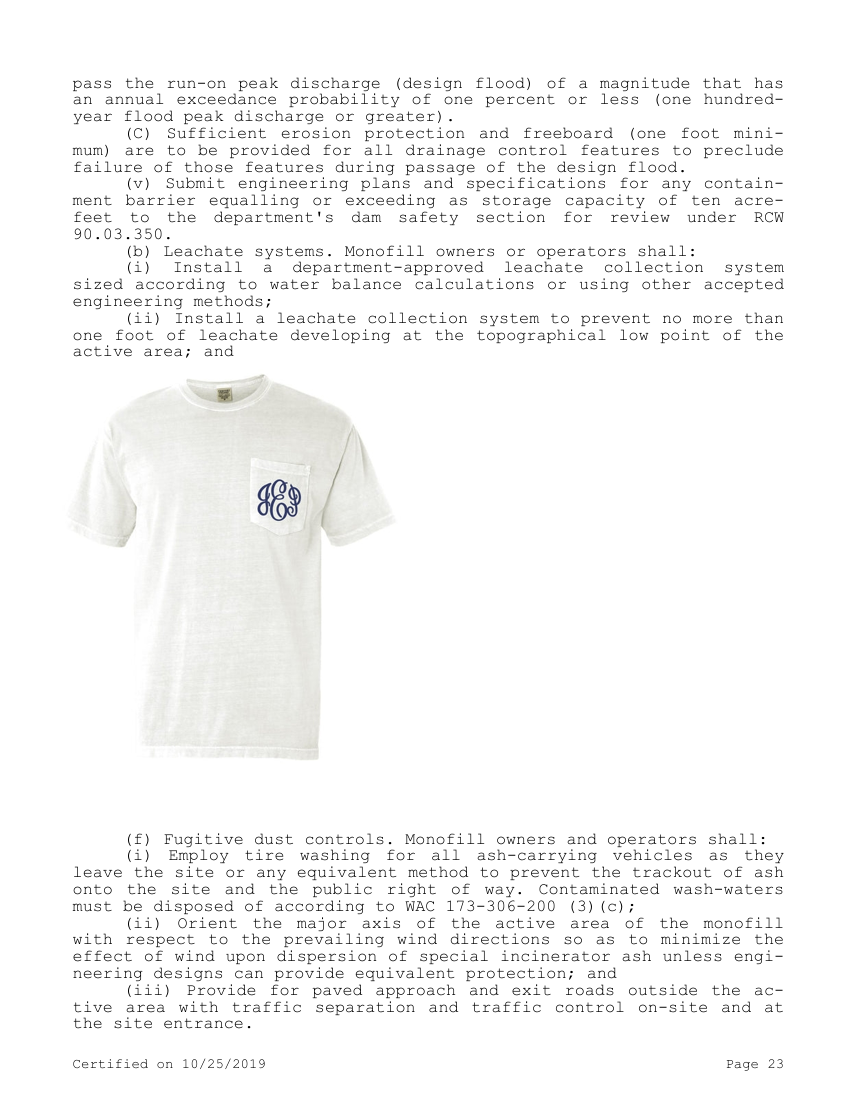 pass the run-on peak discharge (design flood) of a magnitude that has
an annual exceedance probability of one percent or less (one hundred-
year flood peak discharge or greater).
(C) Sufficient erosion protection and freeboard (one foot mini-
mum) are to be provided for all drainage control features to preclude
failure of those features during passage of the design flood.
(v) Submit engineering plans and specifications for any contain-
ment barrier equalling or exceeding as storage capacity of ten acre-
feet to the department's dam safety section for review under RCW
90.03.350.
(b) Leachate systems. Monofill owners or operators shall:
(i) Install a department-approved leachate collection system
sized according to water balance calculations or using other accepted
engineering methods;
(ii) Install a leachate collection system to prevent no more than
one foot of leachate developing at the topographical low point of the
active area; and
JEP
(f) Fugitive dust controls. Monofill owners and operators shall:
(i) Employ tire washing for all ash-carrying vehicles as they
leave the site or any equivalent method to prevent the trackout of ash
onto the site and the public right of way. Contaminated wash-waters
must be disposed of according to WAC 173-306-200 (3)(c);
(ii) Orient the major axis of the active area of the monofill
with respect to the prevailing wind directions so as to minimize the
effect of wind upon dispersion of special incinerator ash unless engi-
neering designs can provide equivalent protection; and
(iii) Provide for paved approach and exit roads outside the ac-
tive area with traffic separation and traffic control on-site and at
the site entrance.
Certified on 10/25/2019 Page 23